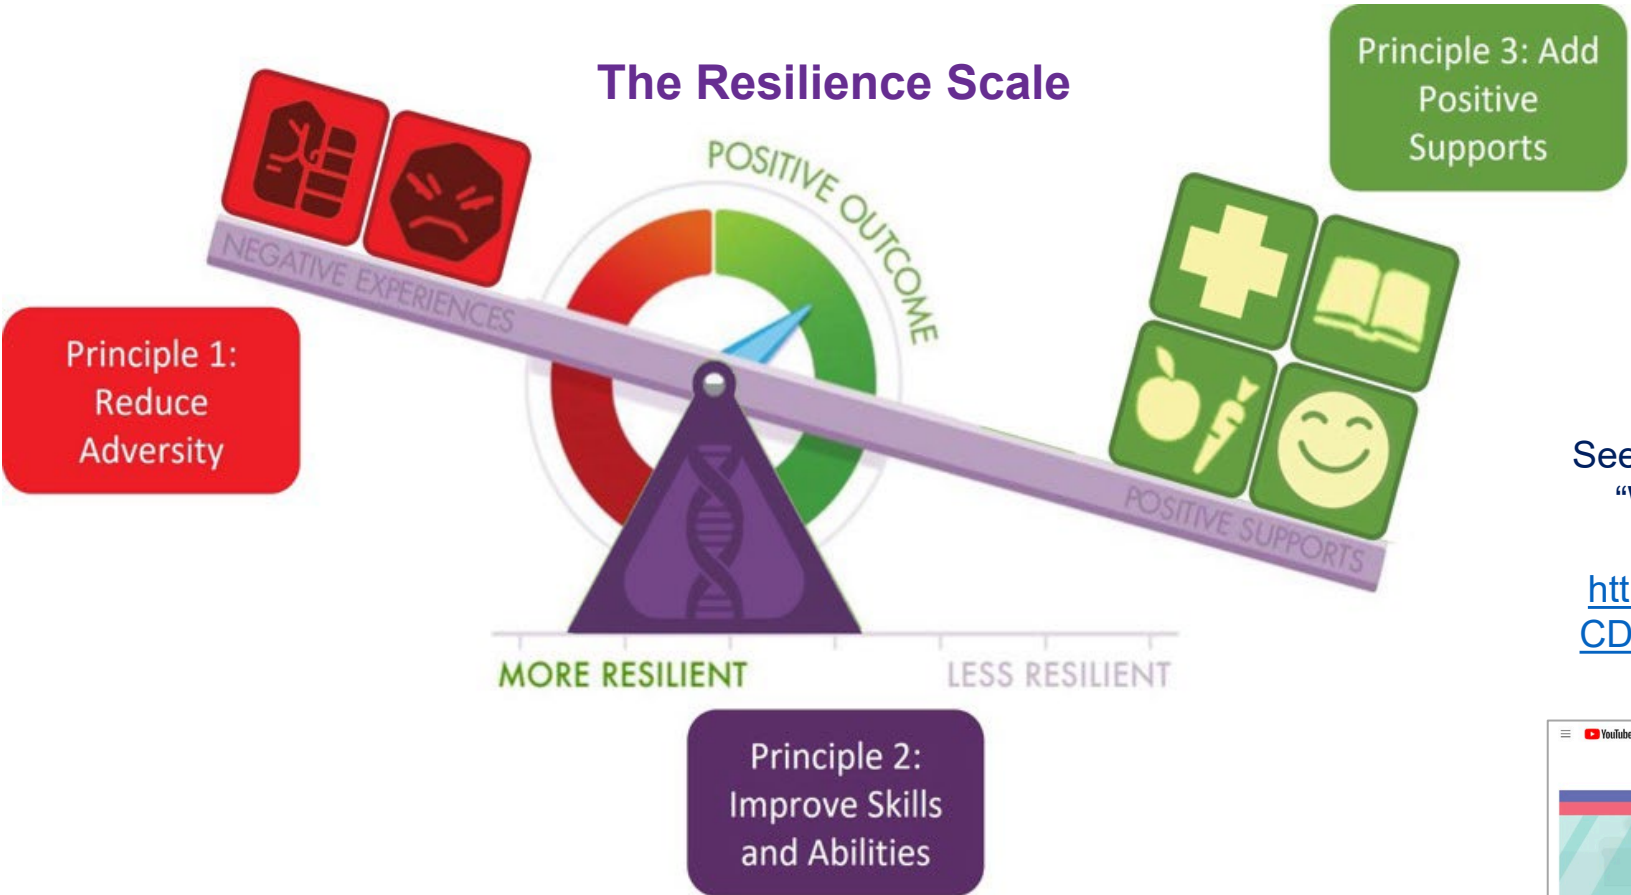 The Resilience Scale
Principle 3: Add
Positive
Supports
POSITIVE OUTCOME
NEGATIVE EXPERIENCES
Principle 1:
Reduce
Adversity
POSITIVE SUPPORTS
MORE RESILIENT
LESS RESILIENT
Principle 2:
Improve Skills
and Abilities
See
YouTube